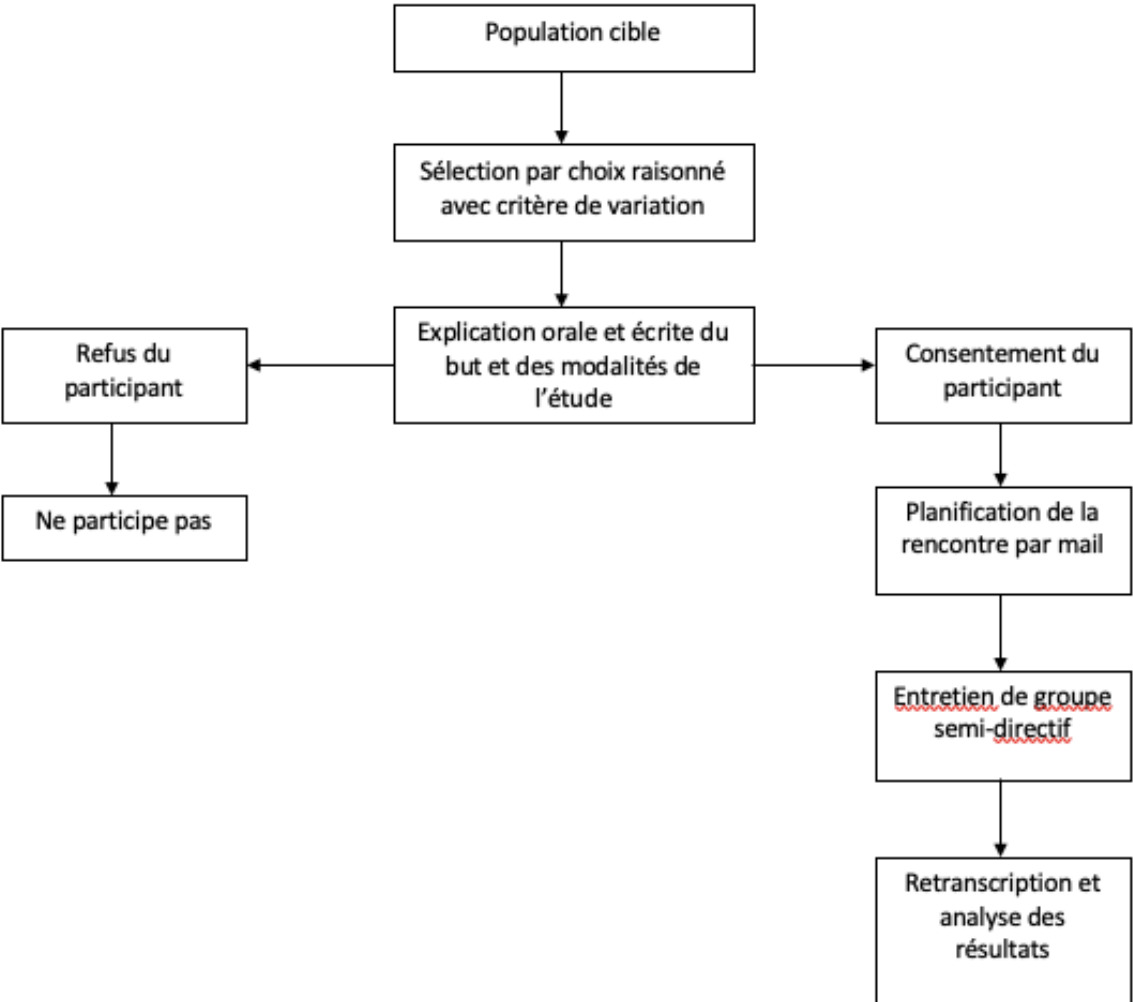 Population cible
Sélection par choix raisonné
avec critère de variation
Explication orale et écrite du
but et des modalités de
l’étude
Refus du
participant
Consentement du
participant
Ne participe pas
Planification de la
rencontre par mail
Entretien de groupe
semi-directif
Retranscription et
analyse des
résultats